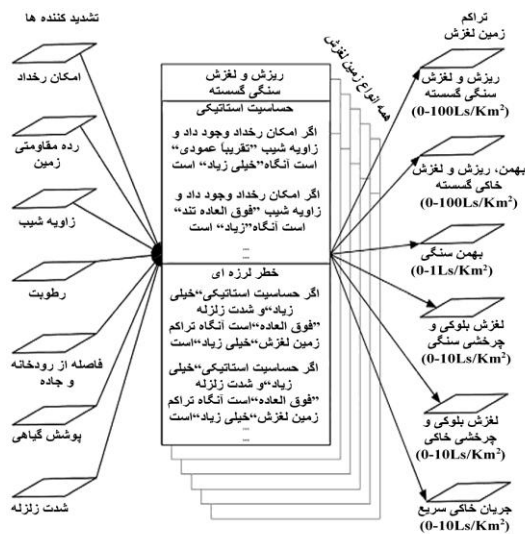 تشدید کننده ها
امکان رخداد
رده مقاومتی
زمین
زاویه شیب
رطوبت
فاصله از رودخانه
و جاده
پوشش گیاهی
شدت زلزله
همه انواع زمین لغزش
ریزش و لغزش
سنگی گسسته
حساسیت استاتیکی
اگر امکان رخداد وجود داد و
زاویه شیب “تقریباً عمودی”
است آنگاه”خیلی زیاد“ است
اگر امکان رخداد وجود داد و
زاویه شیب ”فوق العاده تند“
است آنگاه”زیاد“ است
...
خطر لرزه ای
اگر حساسیت استاتیکی“خیلی
زیاد“و شدت زلزله
“فوق العاده“است آنگاه تراکم
زمین لغزش“خیلی زیاد“است
اگر حساسیت استاتیکی“خیلی
زیاد“و شدت زلزله
“فوق العاده“است آنگاه تراکم
زمین لغزش“خیلی زیاد“است
...
تراکم
زمین لغزش
ریزش و لغزش
سنگی گسسته
(0-100Ls/Km²)
بهمن، ریزش و لغزش
خاکی گسسته
(0-100Ls/Km²)
بهمن سنگی
(0-1Ls/Km²)
لغزش بلوکی و
چرخشی سنگی
(0-10Ls/Km²)
لغزش بلوکی و
چرخشی خاکی
(0-10Ls/Km²)
جریان خاکی سریع
(0-10Ls/Km²)